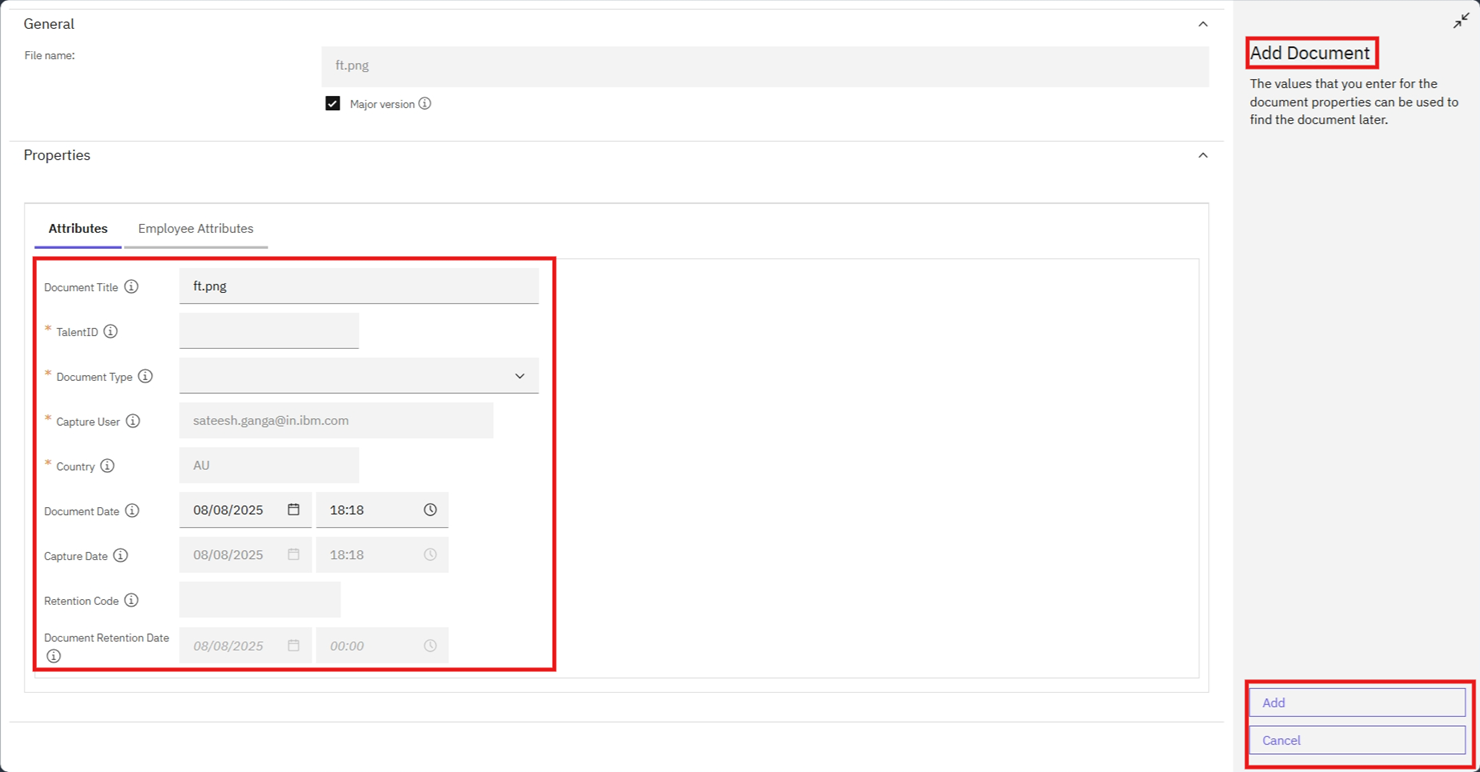 General
File name:
ft.png
Major version
Properties
Attributes Employee Attributes
Document Title ft.png
* TalentID
* Document Type
* Capture User sateesh.ganga@in.ibm.com
* Country AU
Document Date 08/08/2025 18:18
Capture Date 08/08/2025 18:18
Retention Code
Document Retention Date 08/08/2025 00:00
Add Document
The values that you enter for the
document properties can be used to
find the document later.
Add
Cancel